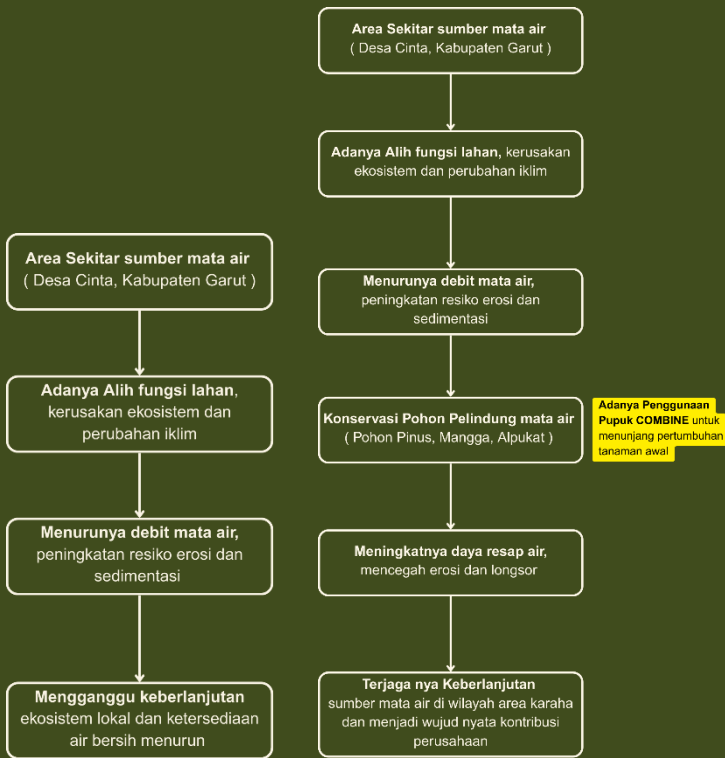 Area Sekitar sumber mata air
( Desa Cinta, Kabupaten Garut )
Adanya Alih fungsi lahan,
kerusakan ekosistem dan
perubahan iklim
Menurunya debit mata air,
peningkatan resiko erosi dan
sedimentasi
Mengganggu keberlanjutan
ekosistem lokal dan ketersediaan
air bersih menurun
Area Sekitar sumber mata air
( Desa Cinta, Kabupaten Garut )
Adanya Alih fungsi lahan, kerusakan
ekosistem dan perubahan iklim
Menurunya debit mata air,
peningkatan resiko erosi dan
sedimentasi
Konservasi Pohon Pelindung mata air
( Pohon Pinus, Mangga, Alpukat )
Adanya Penggunaan
Pupuk COMBINE untuk
menunjang pertumbuhan
tanaman awal
Meningkatnya daya resap air,
mencegah erosi dan longsor
Terjaga nya Keberlanjutan
sumber mata air di wilayah area karaha
dan menjadi wujud nyata kontribusi
perusahaan